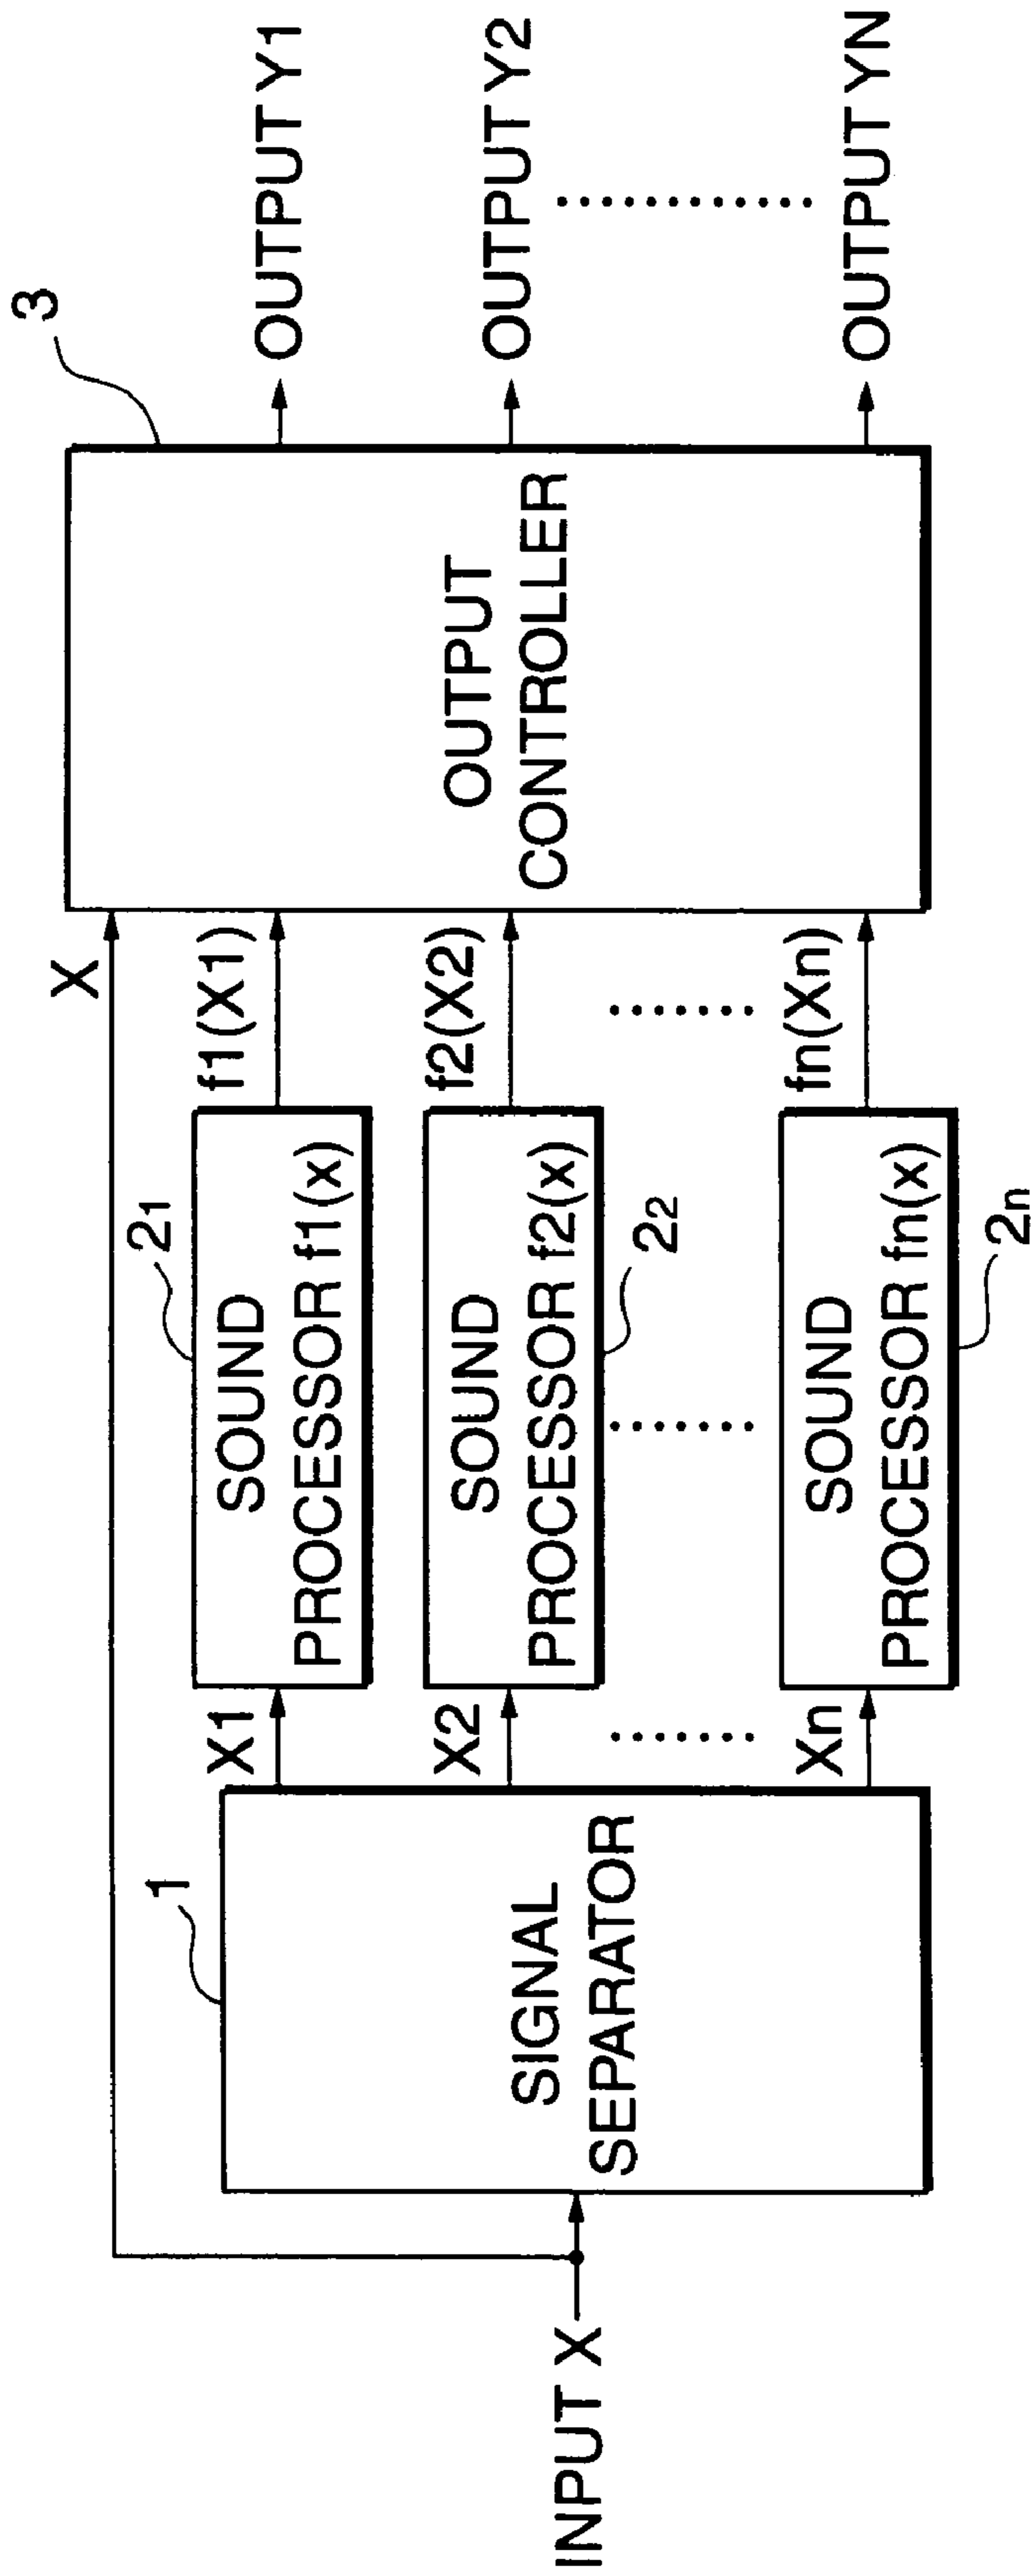 INPUT X
1
SIGNAL
SEPARATOR
X
X1
X2
Xn
21
SOUND
PROCESSOR f1(x)
SOUND
PROCESSOR f2(x)
22
SOUND
PROCESSOR fn(x)
2n
f1(X1)
f2(X2)
fn(Xn)
3
OUTPUT
CONTROLLER
OUTPUT Y1
OUTPUT Y2
OUTPUT YN